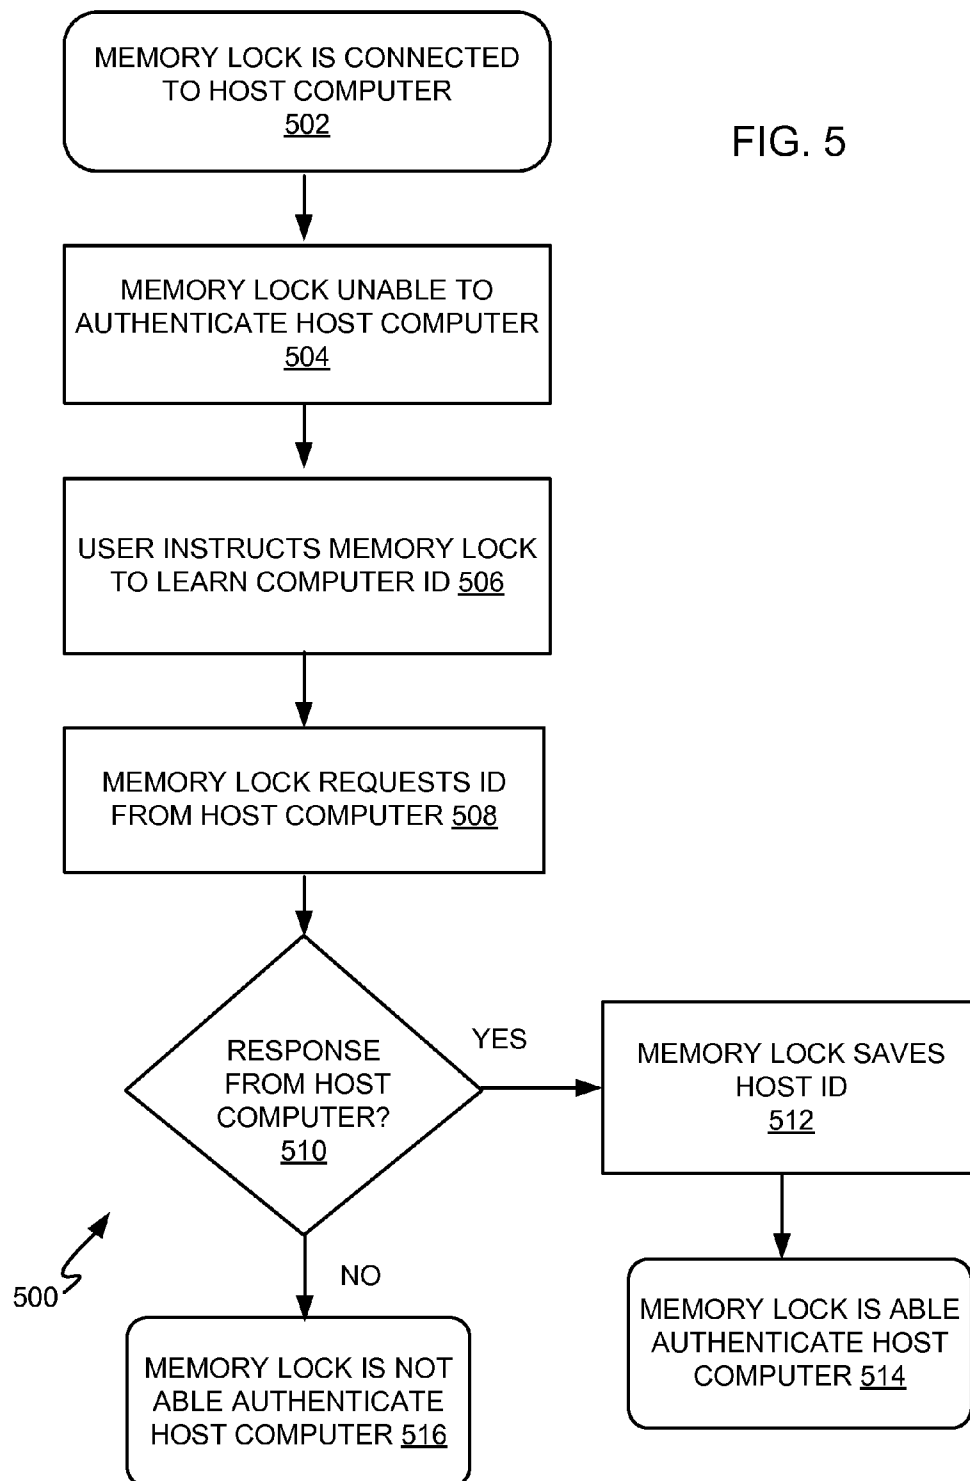 MEMORY LOCK IS CONNECTED
TO HOST COMPUTER
502
FIG. 5
MEMORY LOCK UNABLE TO
AUTHENTICATE HOST COMPUTER
504
USER INSTRUCTS MEMORY LOCK
TO LEARN COMPUTER ID 506
MEMORY LOCK REQUESTS ID
FROM HOST COMPUTER 508
RESPONSE
FROM HOST
COMPUTER?
510
YES
MEMORY LOCK SAVES
HOST ID
512
NO
500
MEMORY LOCK IS ABLE
AUTHENTICATE HOST
COMPUTER 514
MEMORY LOCK IS NOT
ABLE AUTHENTICATE
HOST COMPUTER 516